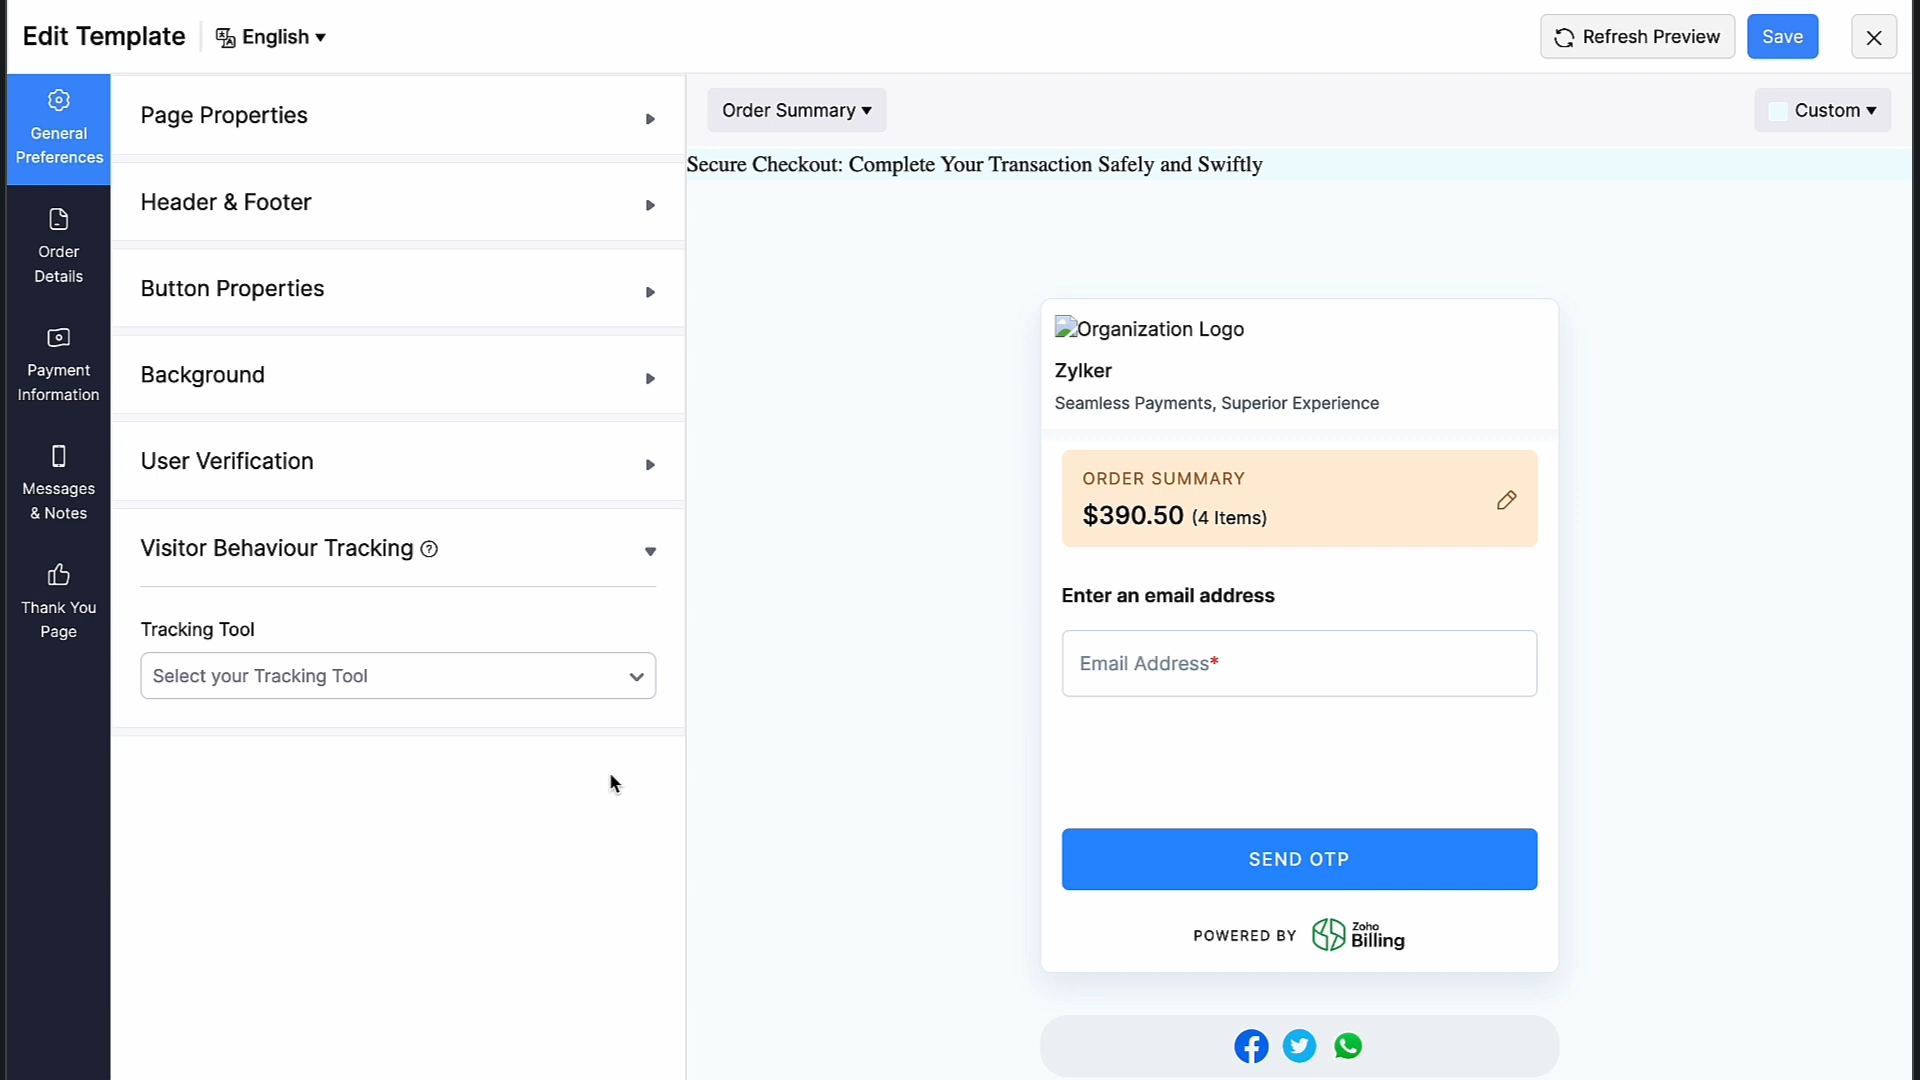 Edit Template
English
Refresh Preview
Save
General
Preferences
Order
Details
Payment
Information
Messages
& Notes
Thank You
Page
Page Properties
Header & Footer
Button Properties
Background
User Verification
Visitor Behaviour Tracking
Tracking Tool
Select your Tracking Tool
Order Summary
Custom
Secure Checkout: Complete Your Transaction Safely and Swiftly
Organization Logo
Zylker
Seamless Payments, Superior Experience
ORDER SUMMARY
$390.50 (4 Items)
Enter an email address
Email Address*
SEND OTP
POWERED BY
Zoho
Billing